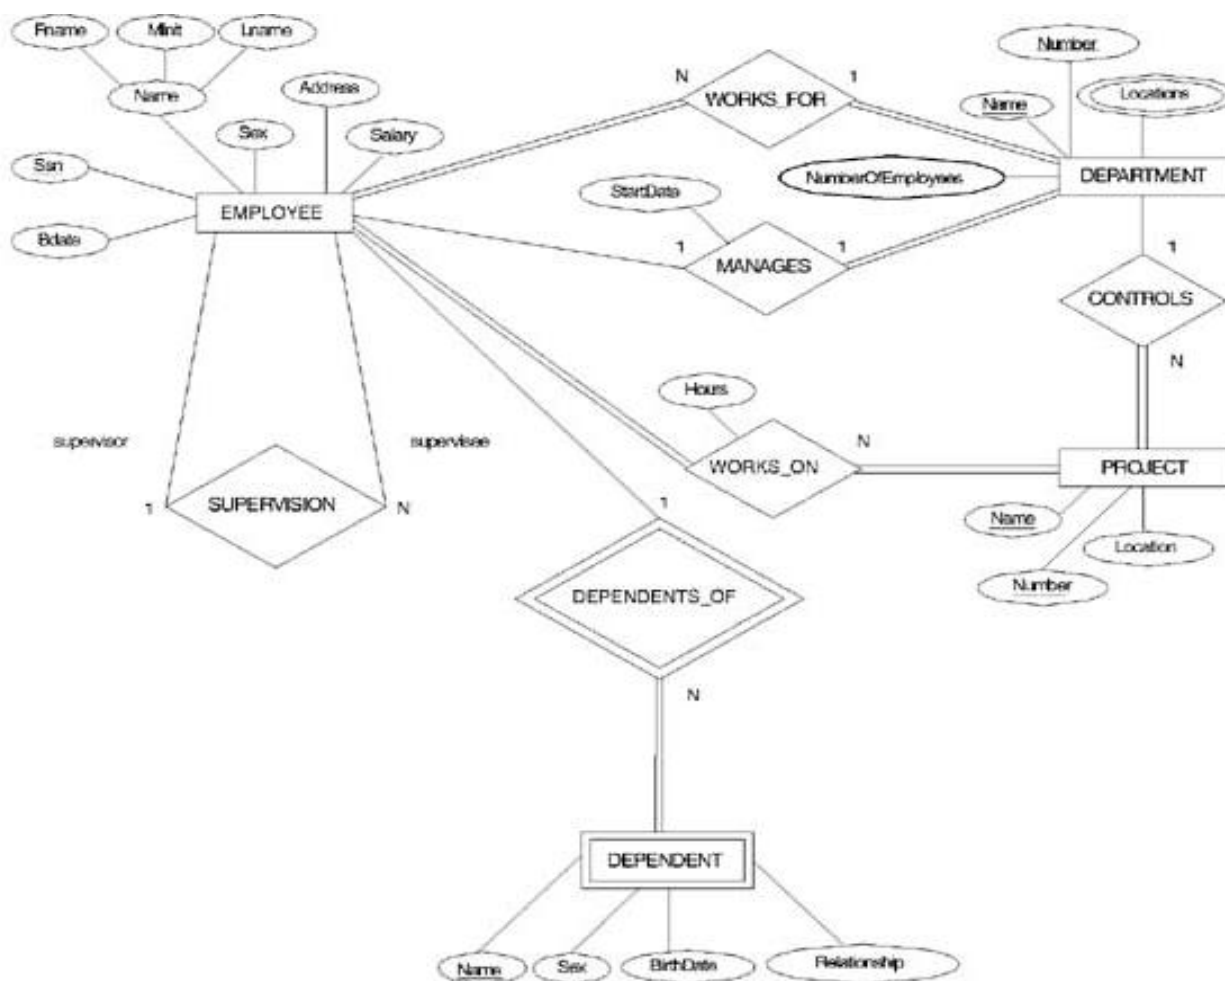 Fname
Minit
Lname
Number
Name
Address
N
WORKS_FOR
1
Locations
Name
Sex
Salary
Ssn
NumberOfEmployees
DEPARTMENT
StartDate
EMPLOYEE
Bdate
1
1
1
MANAGES
CONTROLS
N
Hours
supervisor
supervisee
N
WORKS_ON
PROJECT
SUPERVISION
1
N
1
Name
Location
Number
DEPENDENTS_OF
N
DEPENDENT
Name
Sex
BirthDate
Relationship